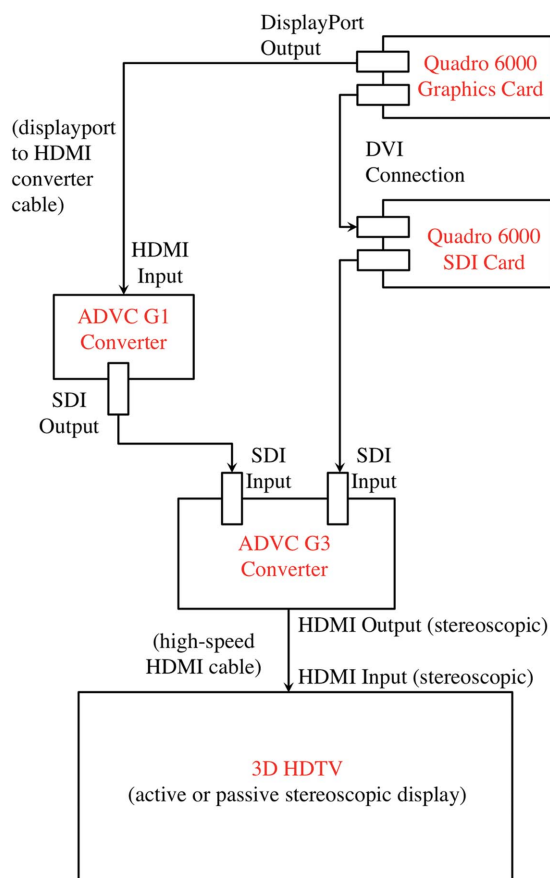 DisplayPort
Output
Quadro 6000
Graphics Card
(displayport
to HDMI
converter
cable)
DVI
Connection
Quadro 6000
SDI Card
HDMI
Input
ADVC G1
Converter
SDI
Output
SDI
Input
SDI
Input
ADVC G3
Converter
HDMI Output (stereoscopic)
(high-speed
HDMI cable)
HDMI Input (stereoscopic)
3D HDTV
(active or passive stereoscopic display)